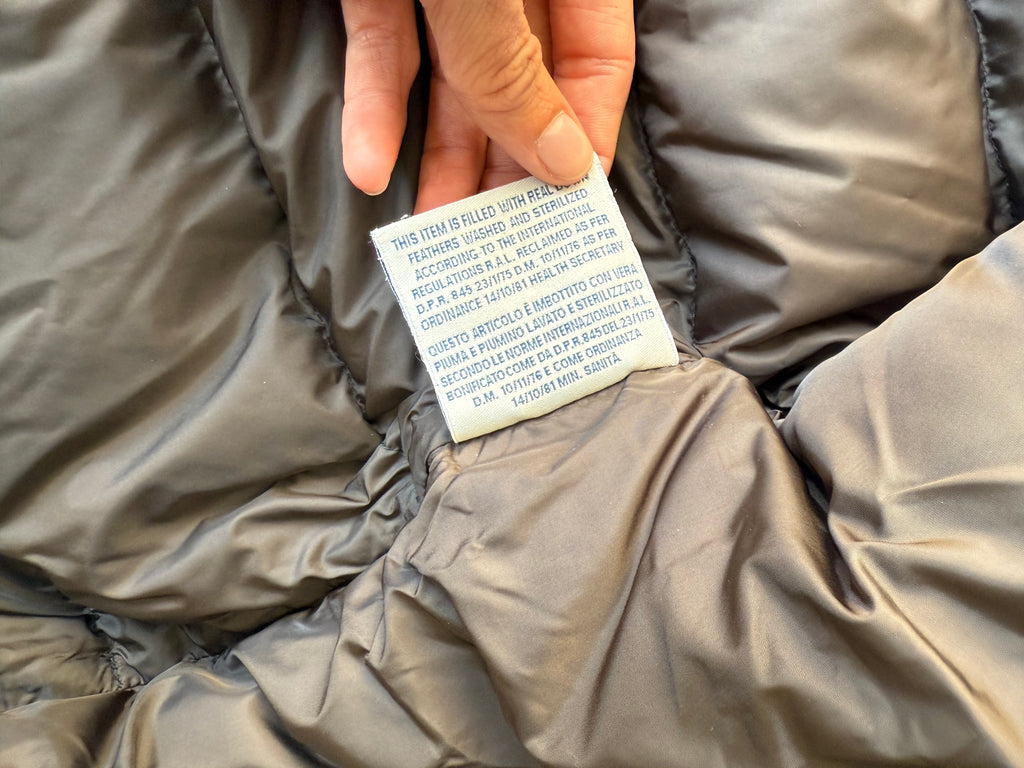 THIS ITEM IS FILLED WITH REAL DOWN
FEATHERS WASHED AND STERILIZED
ACCORDING TO THE INTERNATIONAL
REGULATIONS R.A.L. RECLAIMED AS PER
D.P.R. 845 23/1/75 D.M. 10/11/76 AS PER
ORDINANCE 14/10/81 HEALTH SECRETARY
QUESTO ARTICOLO È IMBOTTITO CON VERA
PIUMA E PIUMINO LAVATO E STERILIZZATO
SECONDO LE NORME INTERNAZIONALI R.A.L.
BONIFICATO COME DA D.P.R. 845 DEL 23/1/75
D.M. 10/11/76 E COME ORDINANZA
14/10/81 MIN. SANITÀ